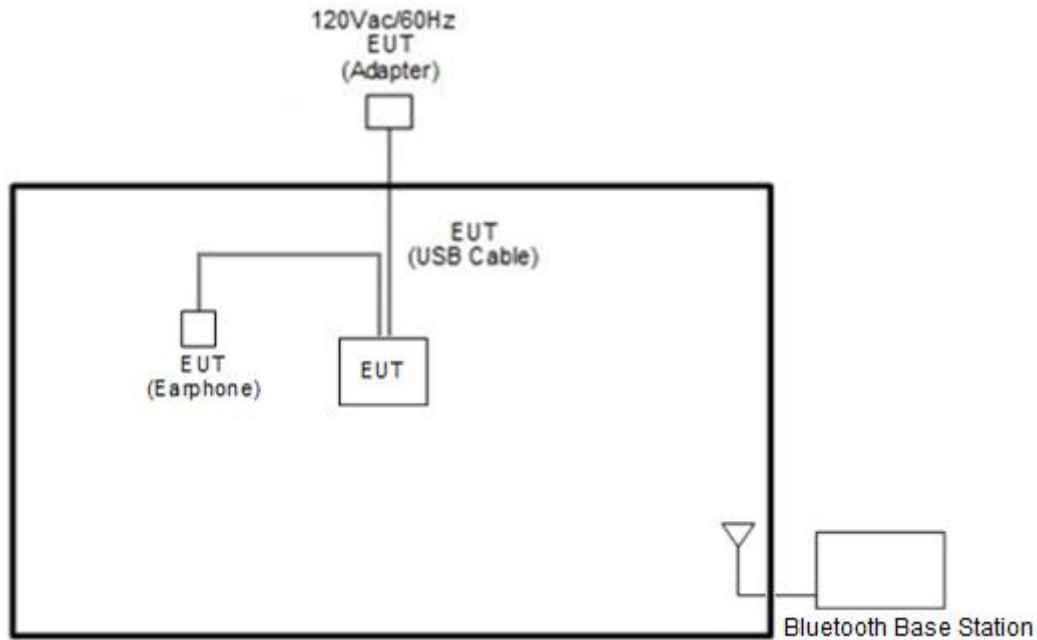 120Vac/60Hz
EUT
(Adapter)
EUT
(USB Cable)
EUT
(Earphone)
EUT
Bluetooth Base Station